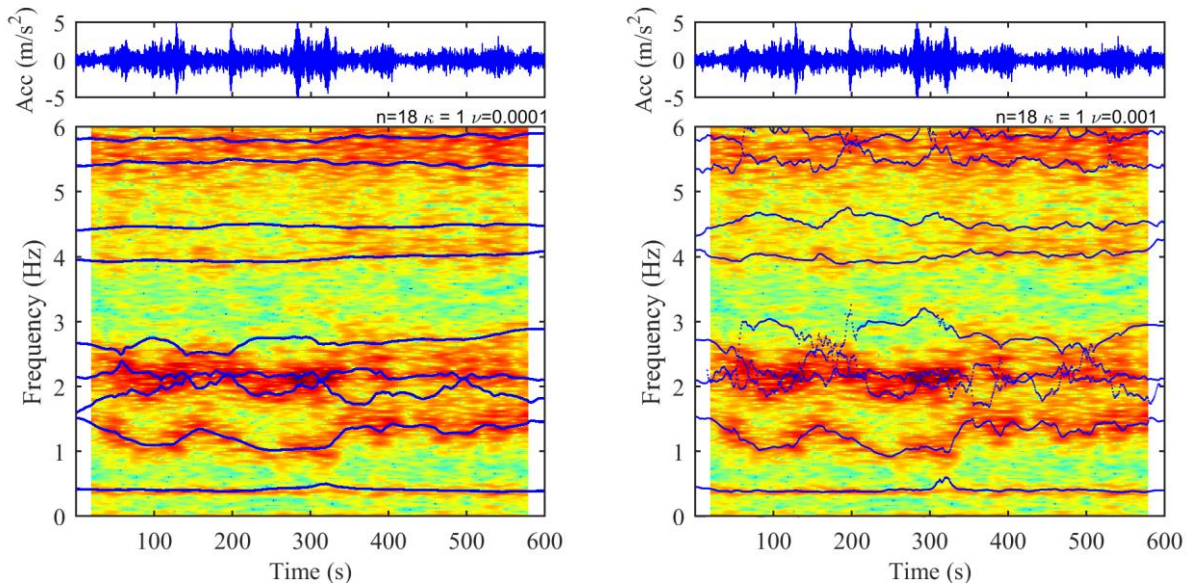 5
0
-5
Acc (m/s²)
n=18 κ = 1 ν=0.0001
6
5
4
3
2
1
0
Frequency (Hz)
100 200 300 400 500 600
Time (s)
5
0
-5
Acc (m/s²)
n=18 κ = 1 ν=0.001
6
5
4
3
2
1
0
Frequency (Hz)
100 200 300 400 500 600
Time (s)